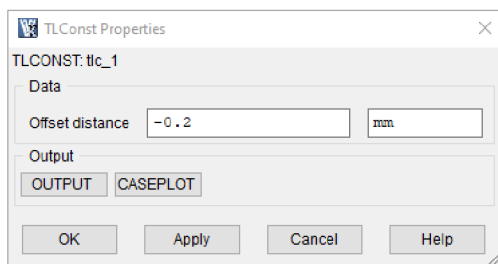 TLConst Properties
TLCONST: tlc_1
Data
Offset distance -0.2 mm
Output
OUTPUT CASEPLOT
OK Apply Cancel Help